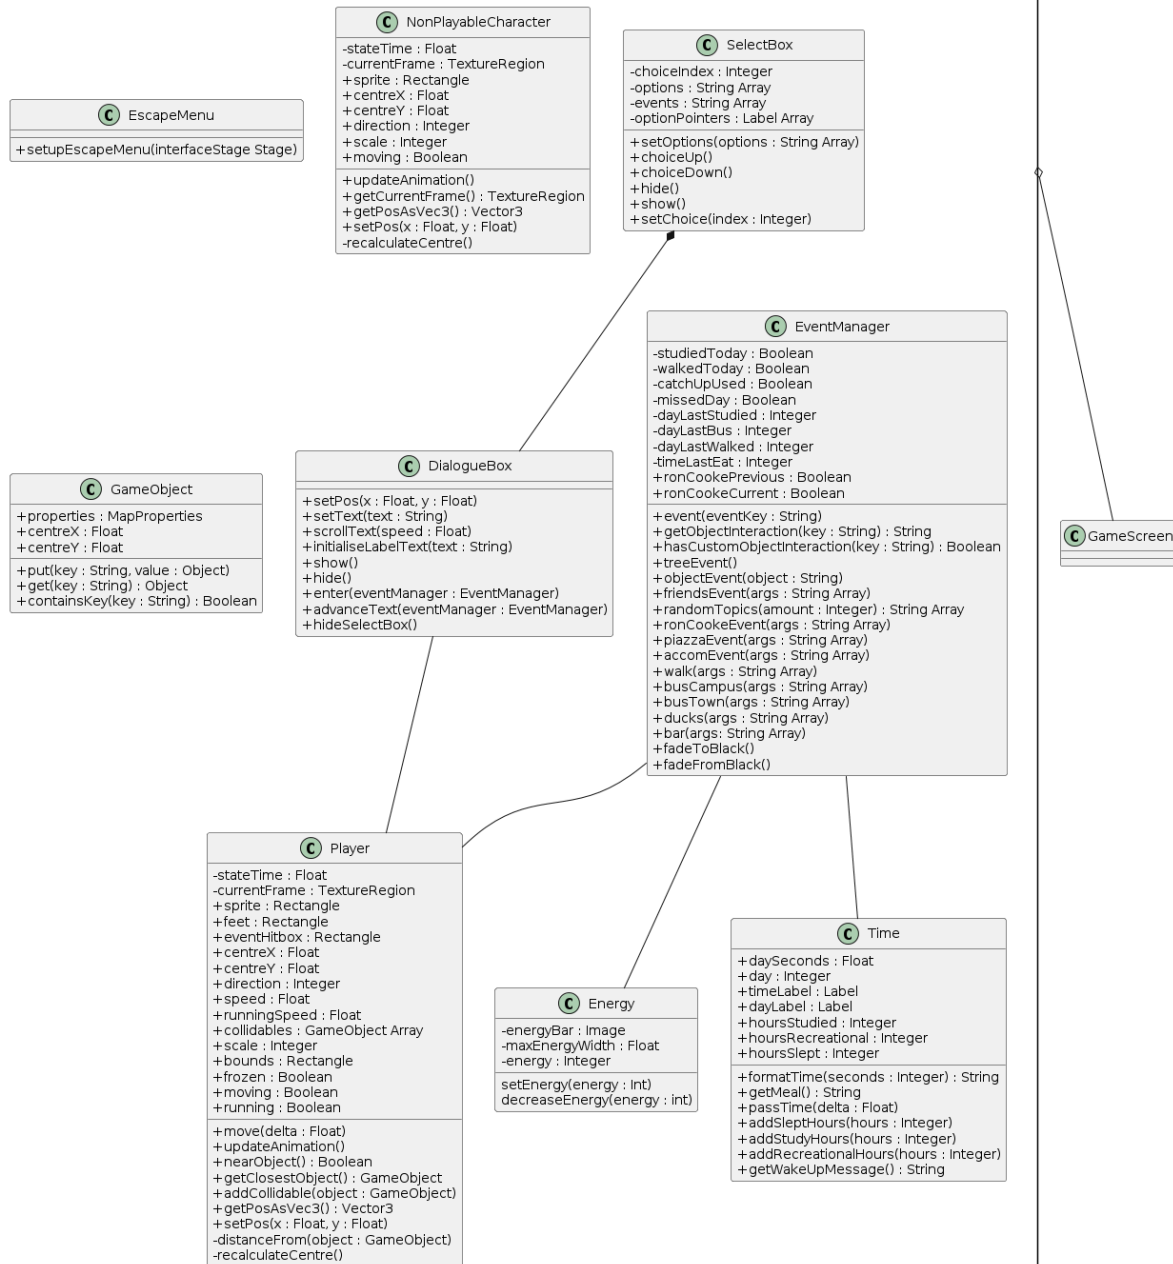 C NonPlayableCharacter
-stateTime : Float
-currentFrame : TextureRegion
+sprite : Rectangle
+centreX : Float
+centreY : Float
+direction : Integer
+scale : Integer
+moving : Boolean
+updateAnimation()
+getCurrentFrame() : TextureRegion
+getPosAsVec3() : Vector3
+setPos(x : Float, y : Float)
-recalculateCentre()
C SelectBox
-choiceIndex : Integer
-options : String Array
-events : String Array
-optionPointers : Label Array
+setOptions(options : String Array)
+choiceUp()
+choiceDown()
+hide()
+show()
+setChoice(index : Integer)
C EscapeMenu
+setupEscapeMenu(interfaceStage Stage)
C EventManager
-studiedToday : Boolean
-walkedToday : Boolean
-catchUpUsed : Boolean
-missedDay : Boolean
-dayLastStudied : Integer
-dayLastBus : Integer
-dayLastWalked : Integer
-timeLastEat : Integer
+ronCookePrevious : Boolean
+ronCookeCurrent : Boolean
+event(eventKey : String)
+getObjectInteraction(key : String) : String
+hasCustomObjectInteraction(key : String) : Boolean
+treeEvent()
+objectEvent(object : String)
+friendsEvent(args : String Array)
+randomTopics(amount : Integer) : String Array
+ronCookeEvent(args : String Array)
+piazzaEvent(args : String Array)
+accomEvent(args : String Array)
+walk(args : String Array)
+busCampus(args : String Array)
+busTown(args : String Array)
+ducks(args : String Array)
+bar(args: String Array)
+fadeToBlack()
+fadeFromBlack()
C GameObject
+properties : MapProperties
+centreX : Float
+centreY : Float
+put(key : String, value : Object)
+get(key : String) : Object
+containsKey(key : String) : Boolean
C DialogueBox
+setPos(x : Float, y : Float)
+setText(text : String)
+scrollText(speed : Float)
+initialiseLabelText(text : String)
+show()
+hide()
+enter(eventManager : EventManager)
+advanceText(eventManager : EventManager)
+hideSelectBox()
C GameScreen
C Player
-stateTime : Float
-currentFrame : TextureRegion
+sprite : Rectangle
+feet : Rectangle
+eventHitbox : Rectangle
+centreX : Float
+centreY : Float
+direction : Integer
+speed : Float
+runningSpeed : Float
+collidables : GameObject Array
+scale : Integer
+bounds : Rectangle
+frozen : Boolean
+moving : Boolean
+running : Boolean
+move(delta : Float)
+updateAnimation()
+nearObject() : Boolean
+getClosestObject() : GameObject
+addCollidable(object : GameObject)
+getPosAsVec3() : Vector3
+setPos(x : Float, y : Float)
-distanceFrom(object : GameObject)
-recalculateCentre()
C Energy
-energyBar : Image
-maxEnergyWidth : Float
-energy : Integer
setEnergy(energy : Int)
decreaseEnergy(energy : int)
C Time
+daySeconds : Float
+day : Integer
+timeLabel : Label
+dayLabel : Label
+hoursStudied : Integer
+hoursRecreational : Integer
+hoursSlept : Integer
+formatTime(seconds : Integer) : String
+getMeal() : String
+passTime(delta : Float)
+addSleptHours(hours : Integer)
+addStudyHours(hours : Integer)
+addRecreationalHours(hours : Integer)
+getWakeUpMessage() : String